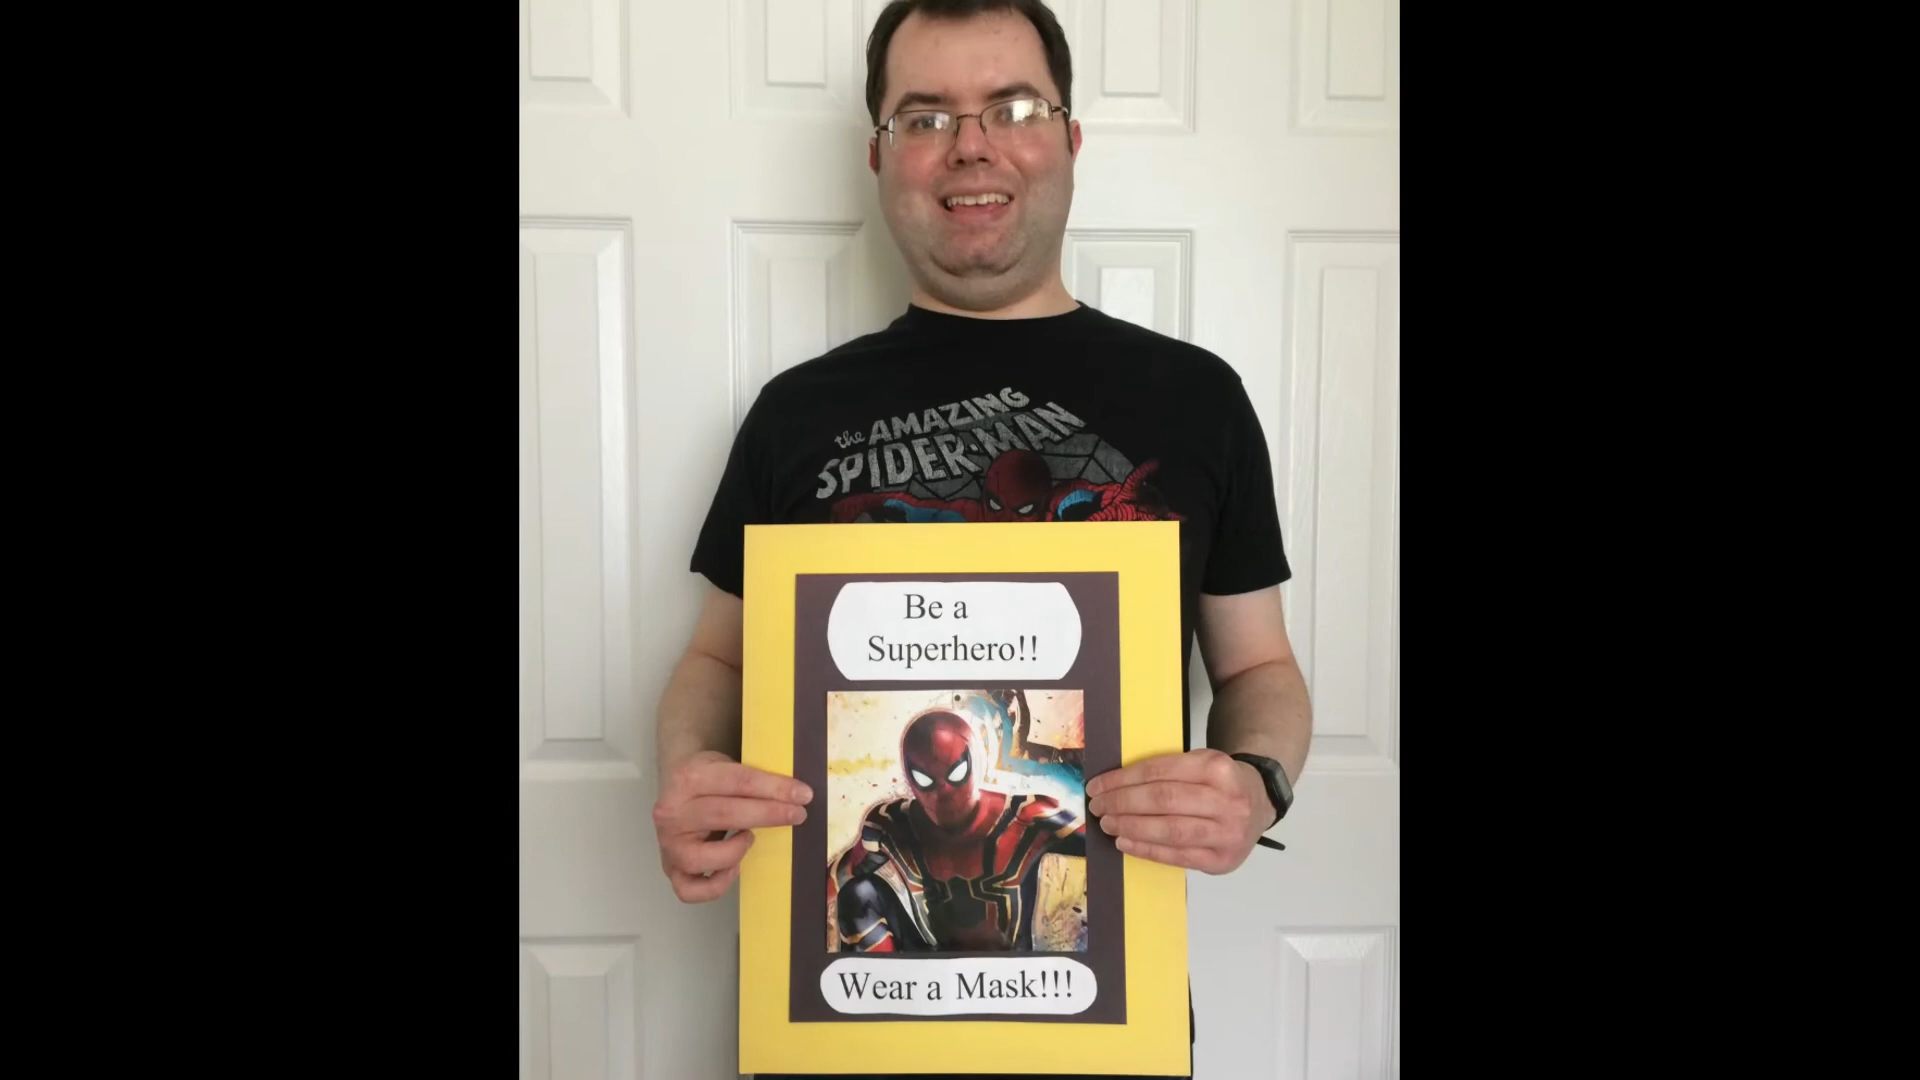 the AMAZING
SPIDER-MAN
Be a
Superhero!!
Wear a Mask!!!